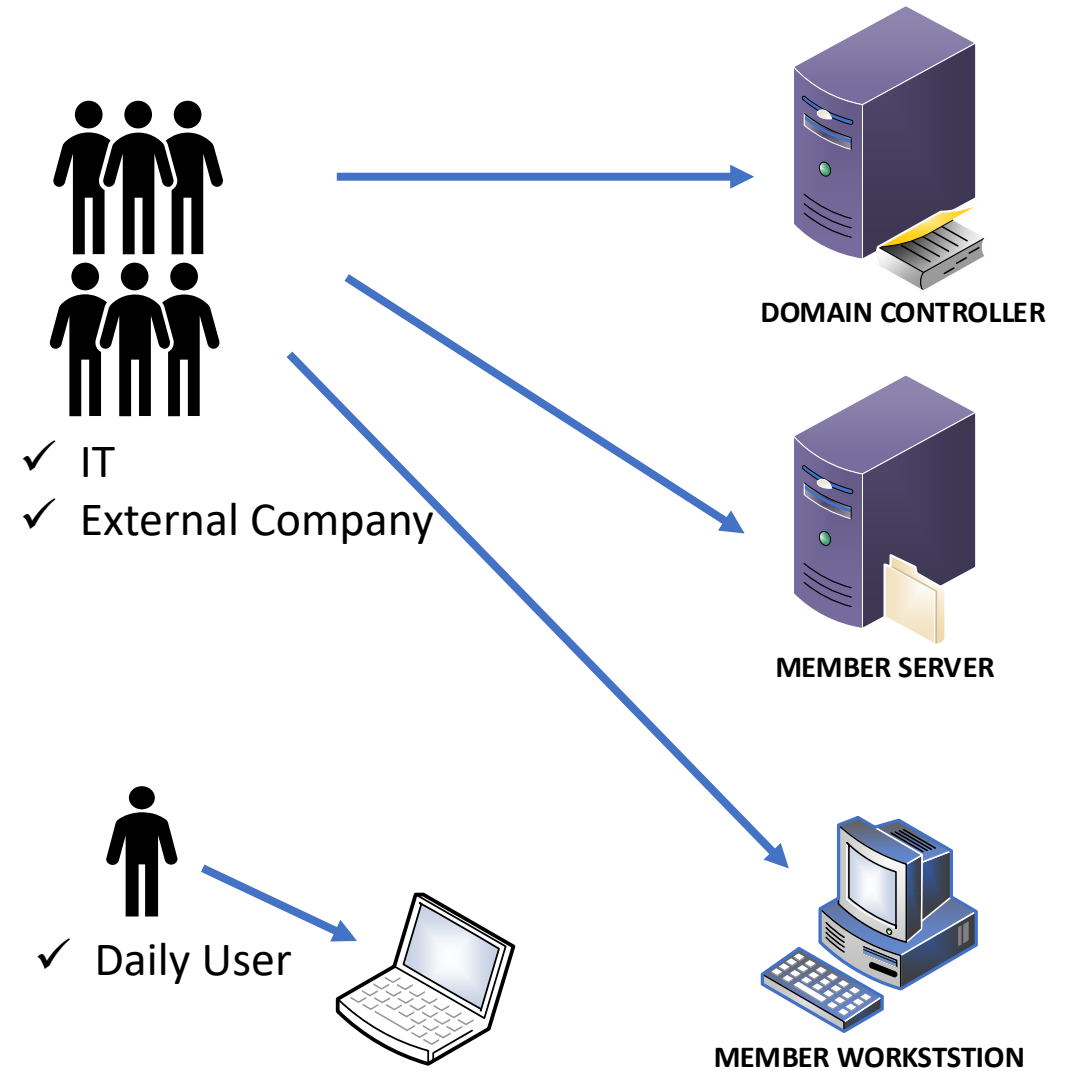 DOMAIN CONTROLLER
✓ IT
✓ External Company
MEMBER SERVER
✓ Daily User
MEMBER WORKSTSTION